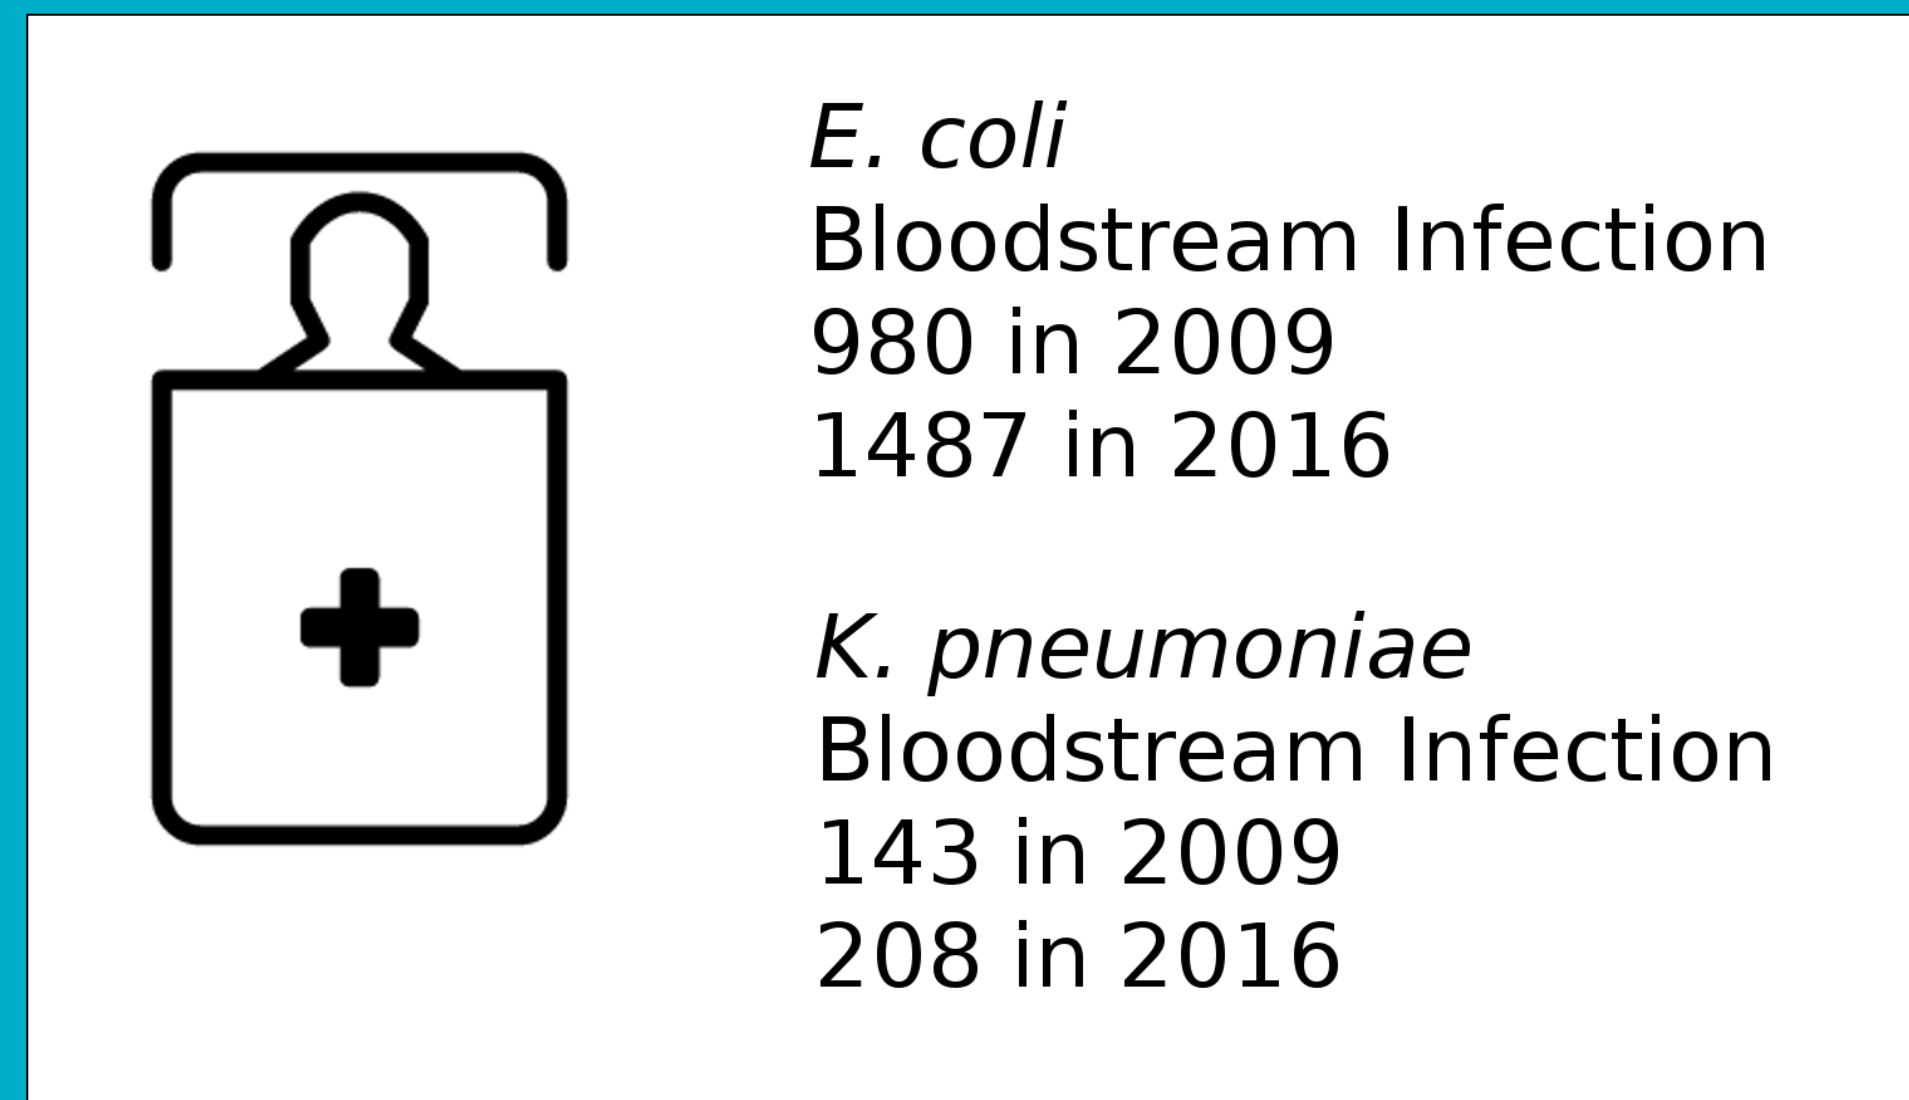 E. coli
Bloodstream Infection
980 in 2009
1487 in 2016
K. pneumoniae
Bloodstream Infection
143 in 2009
208 in 2016